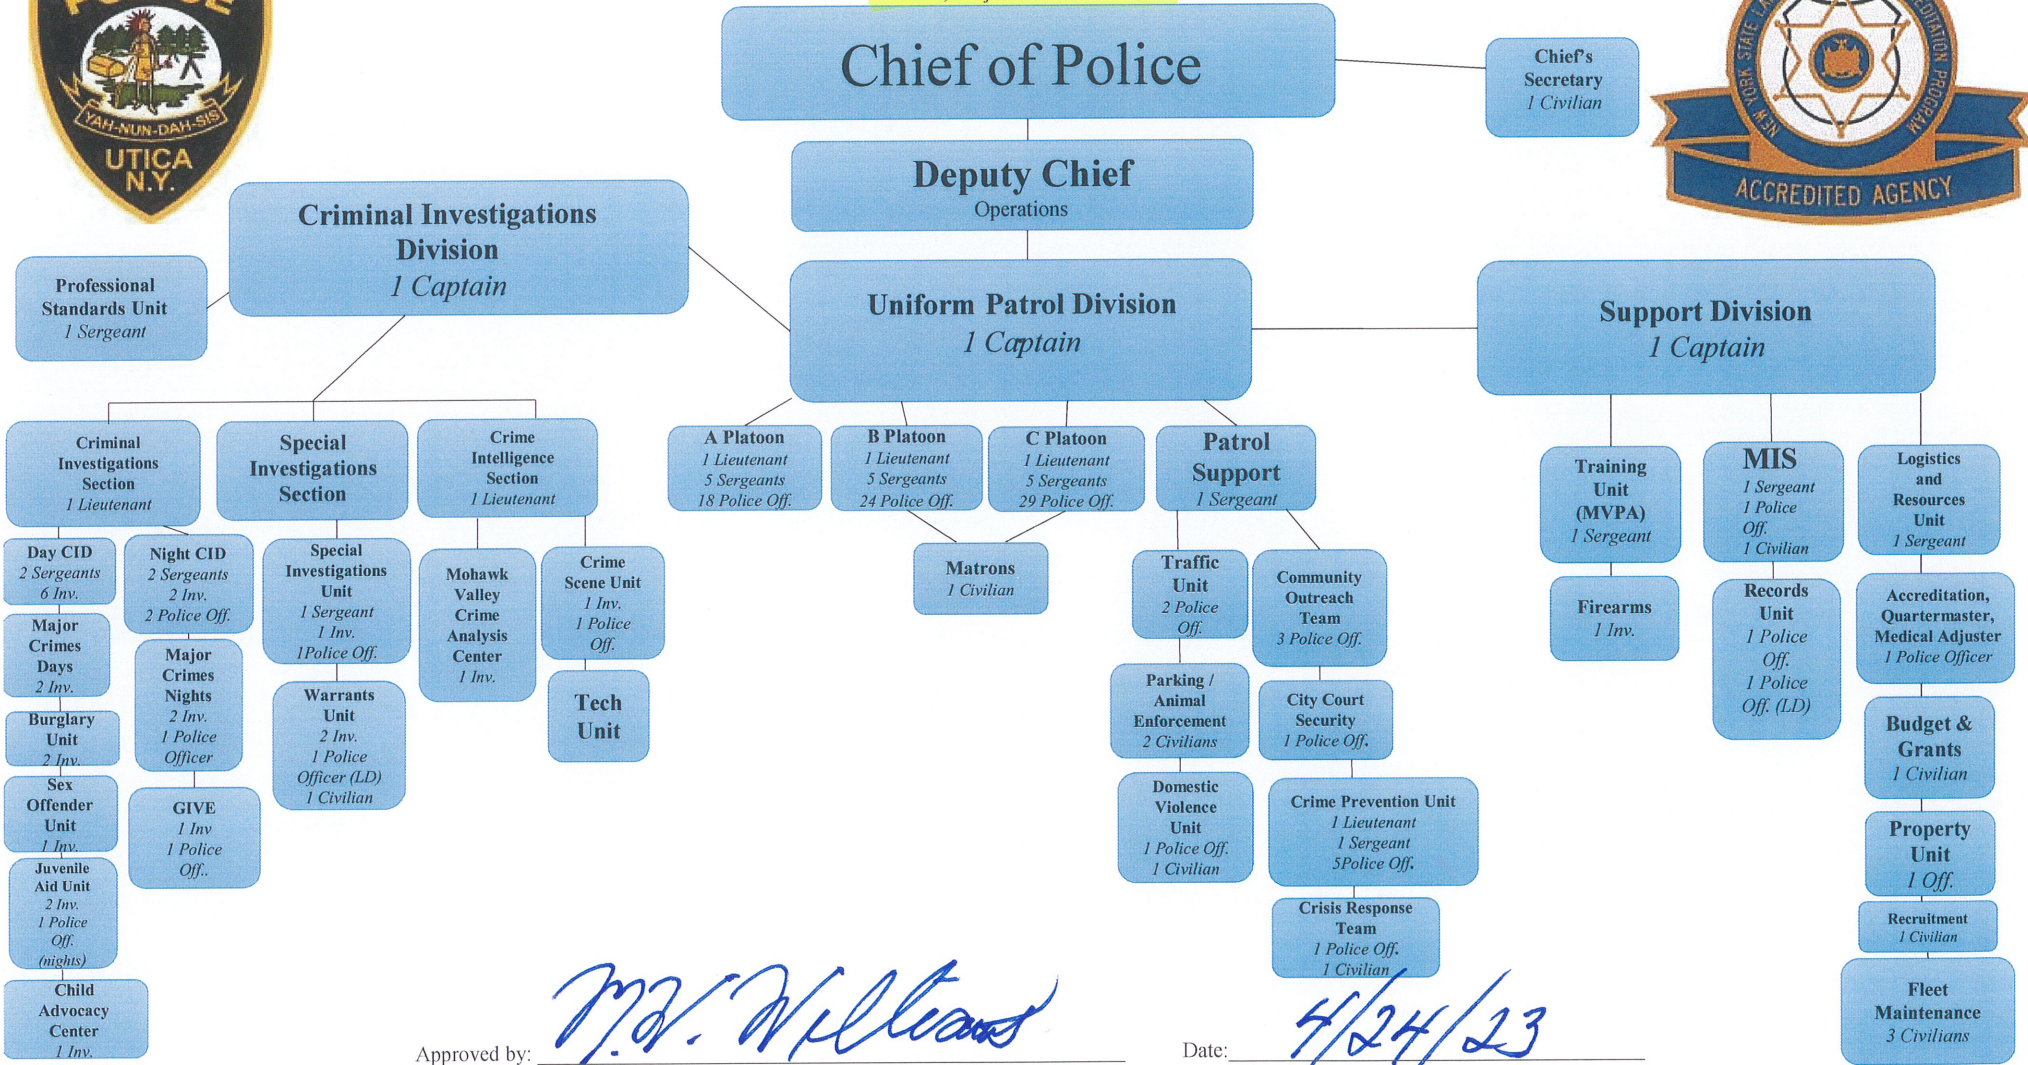 Chief of Police
Chief's
Secretary
1 Civilian
YAH-NUN-DAH-SIS
UTICA
N.Y.
NEW YORK STATE
PROGRAM
ACCREDITED AGENCY
Deputy Chief
Operations
Criminal Investigations
Division
1 Captain
Professional
Standards Unit
1 Sergeant
Uniform Patrol Division
1 Captain
Support Division
1 Captain
Criminal
Investigations
Section
1 Lieutenant
Special
Investigations
Section
Crime
Intelligence
Section
1 Lieutenant
A Platoon
1 Lieutenant
5 Sergeants
18 Police Off.
B Platoon
1 Lieutenant
5 Sergeants
24 Police Off.
C Platoon
1 Lieutenant
5 Sergeants
29 Police Off.
Patrol
Support
1 Sergeant
Training
Unit
(MVPA)
1 Sergeant
MIS
1 Sergeant
1 Police
Off.
1 Civilian
Logistics
and
Resources
Unit
1 Sergeant
Day CID
2 Sergeants
6 Inv.
Night CID
2 Sergeants
2 Inv.
2 Police Off.
Special
Investigations
Unit
1 Sergeant
1 Inv.
1Police Off.
Mohawk
Valley
Crime
Analysis
Center
1 Inv.
Crime
Scene Unit
1 Inv.
1 Police
Off.
Matrons
1 Civilian
Traffic
Unit
2 Police
Off.
Community
Outreach
Team
3 Police Off.
Firearms
1 Inv.
Records
Unit
1 Police
Off.
1 Police
Off. (LD)
Accreditation,
Quartermaster,
Medical Adjuster
1 Police Officer
Major
Crimes
Days
2 Inv.
Major
Crimes
Nights
2 Inv.
1 Police
Officer
Warrants
Unit
2 Inv.
1 Police
Officer (LD)
1 Civilian
Tech
Unit
Parking /
Animal
Enforcement
2 Civilians
City Court
Security
1 Police Off.
Budget &
Grants
1 Civilian
Burglary
Unit
2 Inv.
Sex
Offender
Unit
1 Inv.
GIVE
1 Inv
1 Police
Off..
Domestic
Violence
Unit
1 Police Off.
1 Civilian
Crime Prevention Unit
1 Lieutenant
1 Sergeant
5Police Off.
Property
Unit
1 Off.
Juvenile
Aid Unit
2 Inv.
1 Police
Off.
(nights)
Crisis Response
Team
1 Police Off.
1 Civilian
Recruitment
1 Civilian
Child
Advocacy
Center
1 Inv.
Fleet
Maintenance
3 Civilians
Approved by: M.W. Williams
Date: 4/24/23